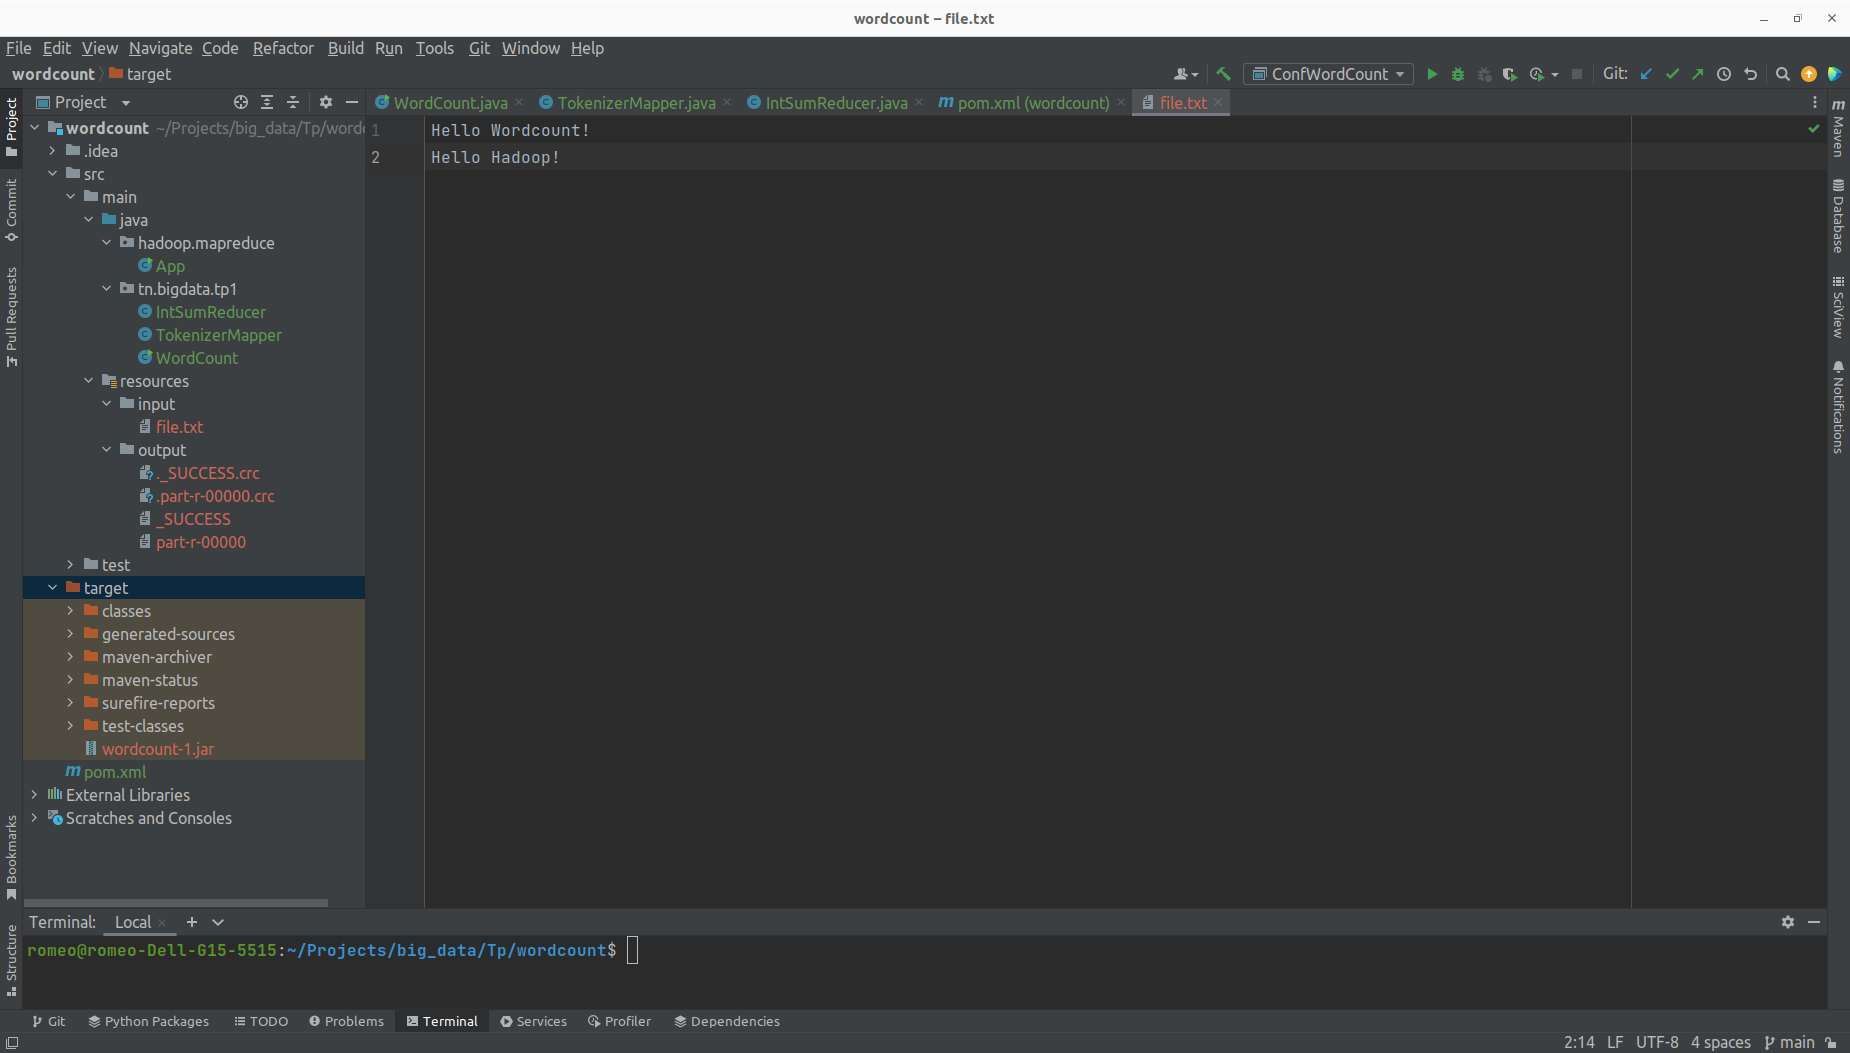 wordcount – file.txt
File Edit View Navigate Code Refactor Build Run Tools Git Window Help
wordcount target
ConfWordCount Git:
Project
WordCount.java TokenizerMapper.java IntSumReducer.java pom.xml (wordcount) file.txt
wordcount ~/Projects/big_data/Tp/word
.idea
src
main
java
hadoop.mapreduce
App
tn.bigdata.tp1
IntSumReducer
TokenizerMapper
WordCount
resources
input
file.txt
output
._SUCCESS.crc
.part-r-00000.crc
_SUCCESS
part-r-00000
test
target
classes
generated-sources
maven-archiver
maven-status
surefire-reports
test-classes
wordcount-1.jar
pom.xml
External Libraries
Scratches and Consoles
1 Hello Wordcount!
2 Hello Hadoop!
Project
Commit
Pull Requests
Bookmarks
Structure
Maven
Database
SciView
Notifications
Terminal: Local
romeo@romeo-Dell-G15-5515:~/Projects/big_data/Tp/wordcount$
Git Python Packages TODO Problems Terminal Services Profiler Dependencies
2:14 LF UTF-8 4 spaces main